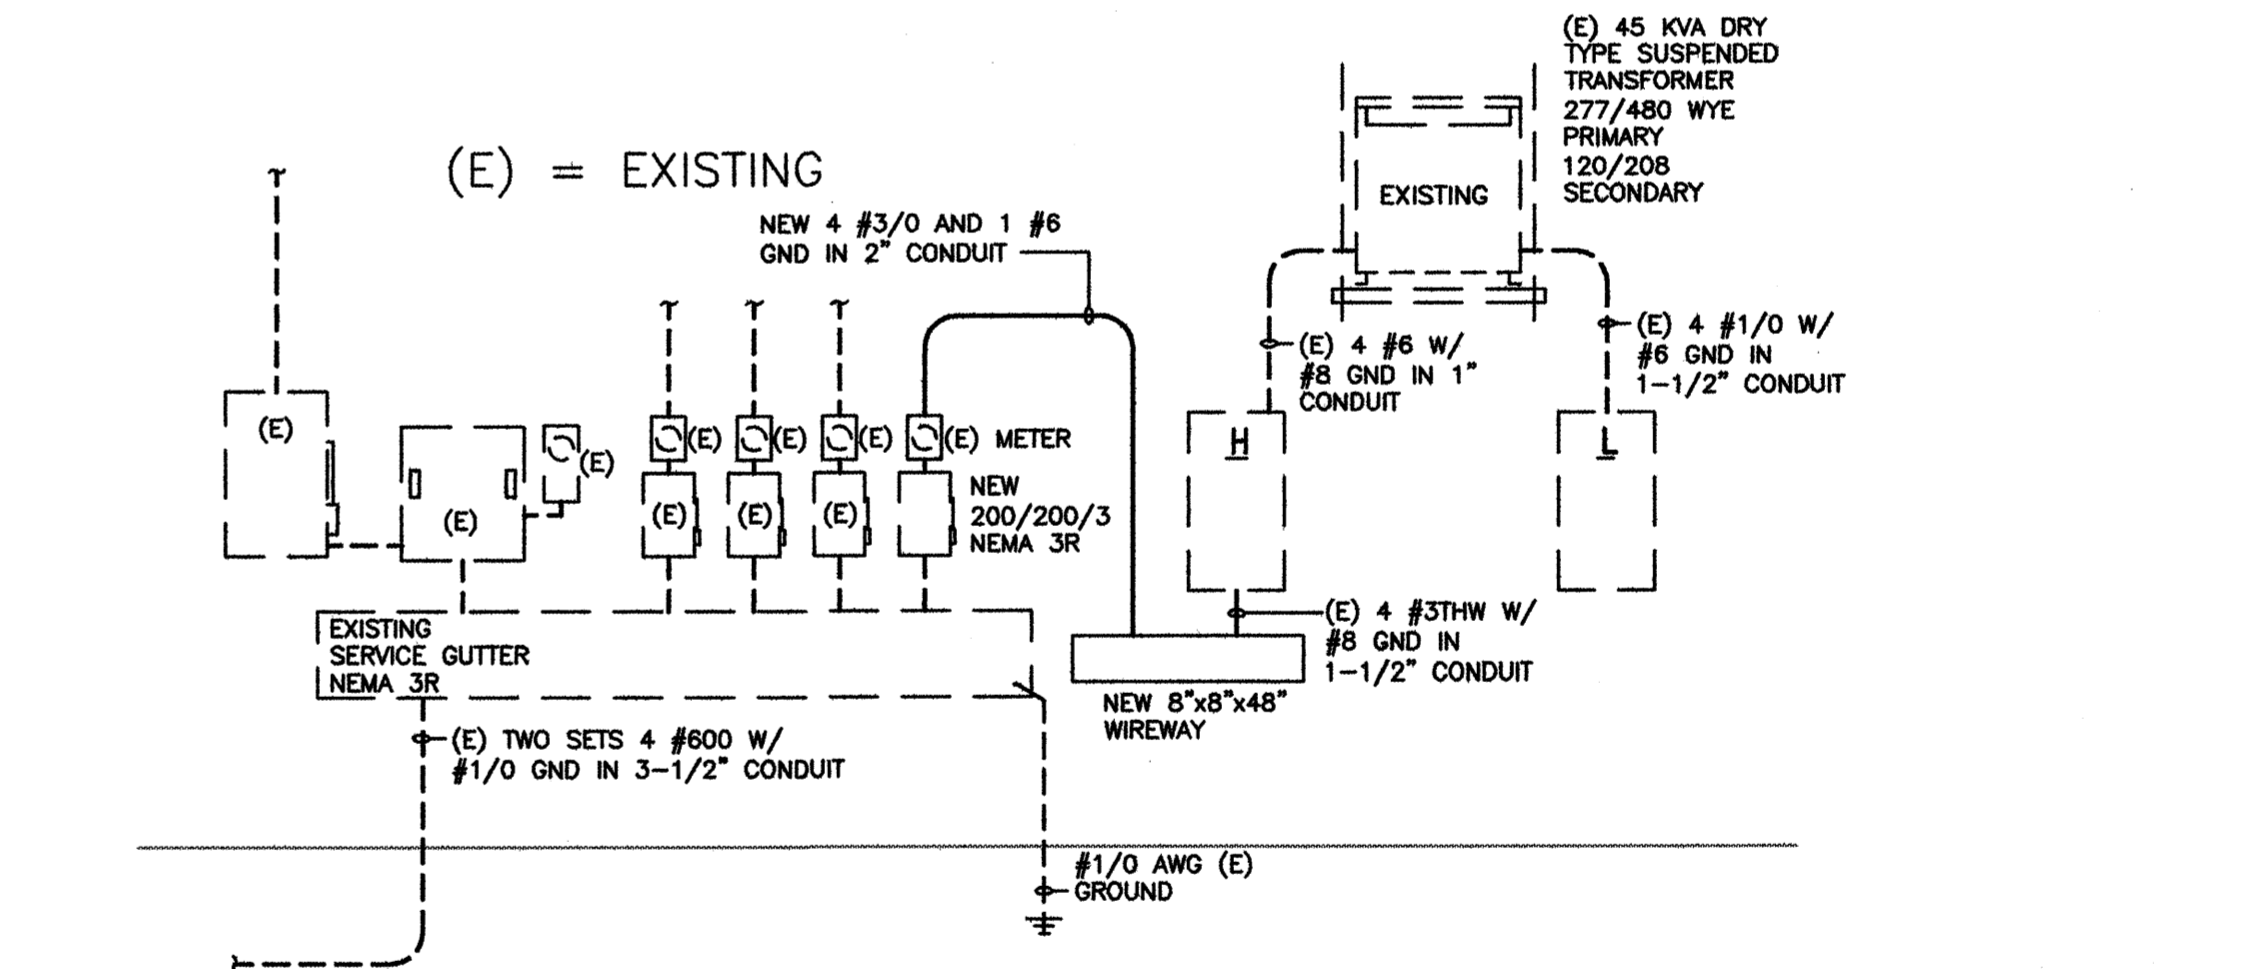 (E) 45 KVA DRY
TYPE SUSPENDED
TRANSFORMER
277/480 WYE
PRIMARY
120/208
SECONDARY
(E) = EXISTING
EXISTING
NEW 4 #3/0 AND 1 #6
GND IN 2" CONDUIT
(E) 4 #6 W/
#8 GND IN 1"
CONDUIT
(E) 4 #1/0 W/
#6 GND IN
1-1/2" CONDUIT
(E)
(E)
(E)
(E)
(E)
(E)
(E) METER
(E)
(E)
(E)
NEW
200/200/3
NEMA 3R
H
L
EXISTING
SERVICE GUTTER
NEMA 3R
(E) 4 #3THW W/
#8 GND IN
1-1/2" CONDUIT
NEW 8"x8"x48"
WIREWAY
(E) TWO SETS 4 #600 W/
#1/0 GND IN 3-1/2" CONDUIT
#1/0 AWG (E)
GROUND